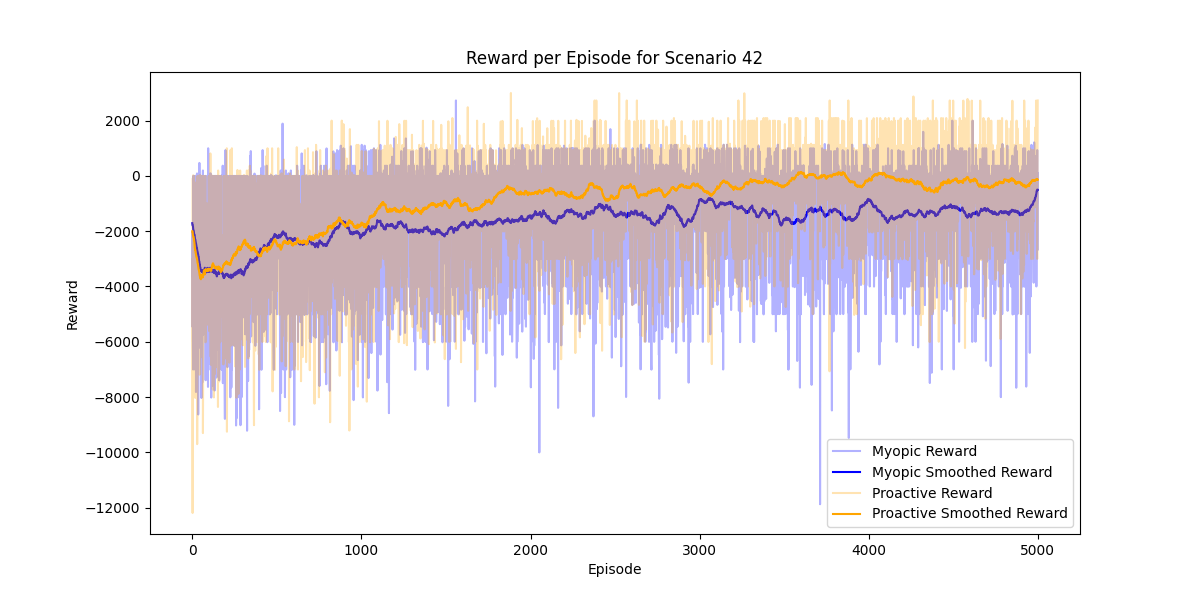 Reward per Episode for Scenario 42
Reward
2000
0
−2000
−4000
−6000
−8000
−10000
−12000
0 1000 2000 3000 4000 5000
Episode
Myopic Reward
Myopic Smoothed Reward
Proactive Reward
Proactive Smoothed Reward